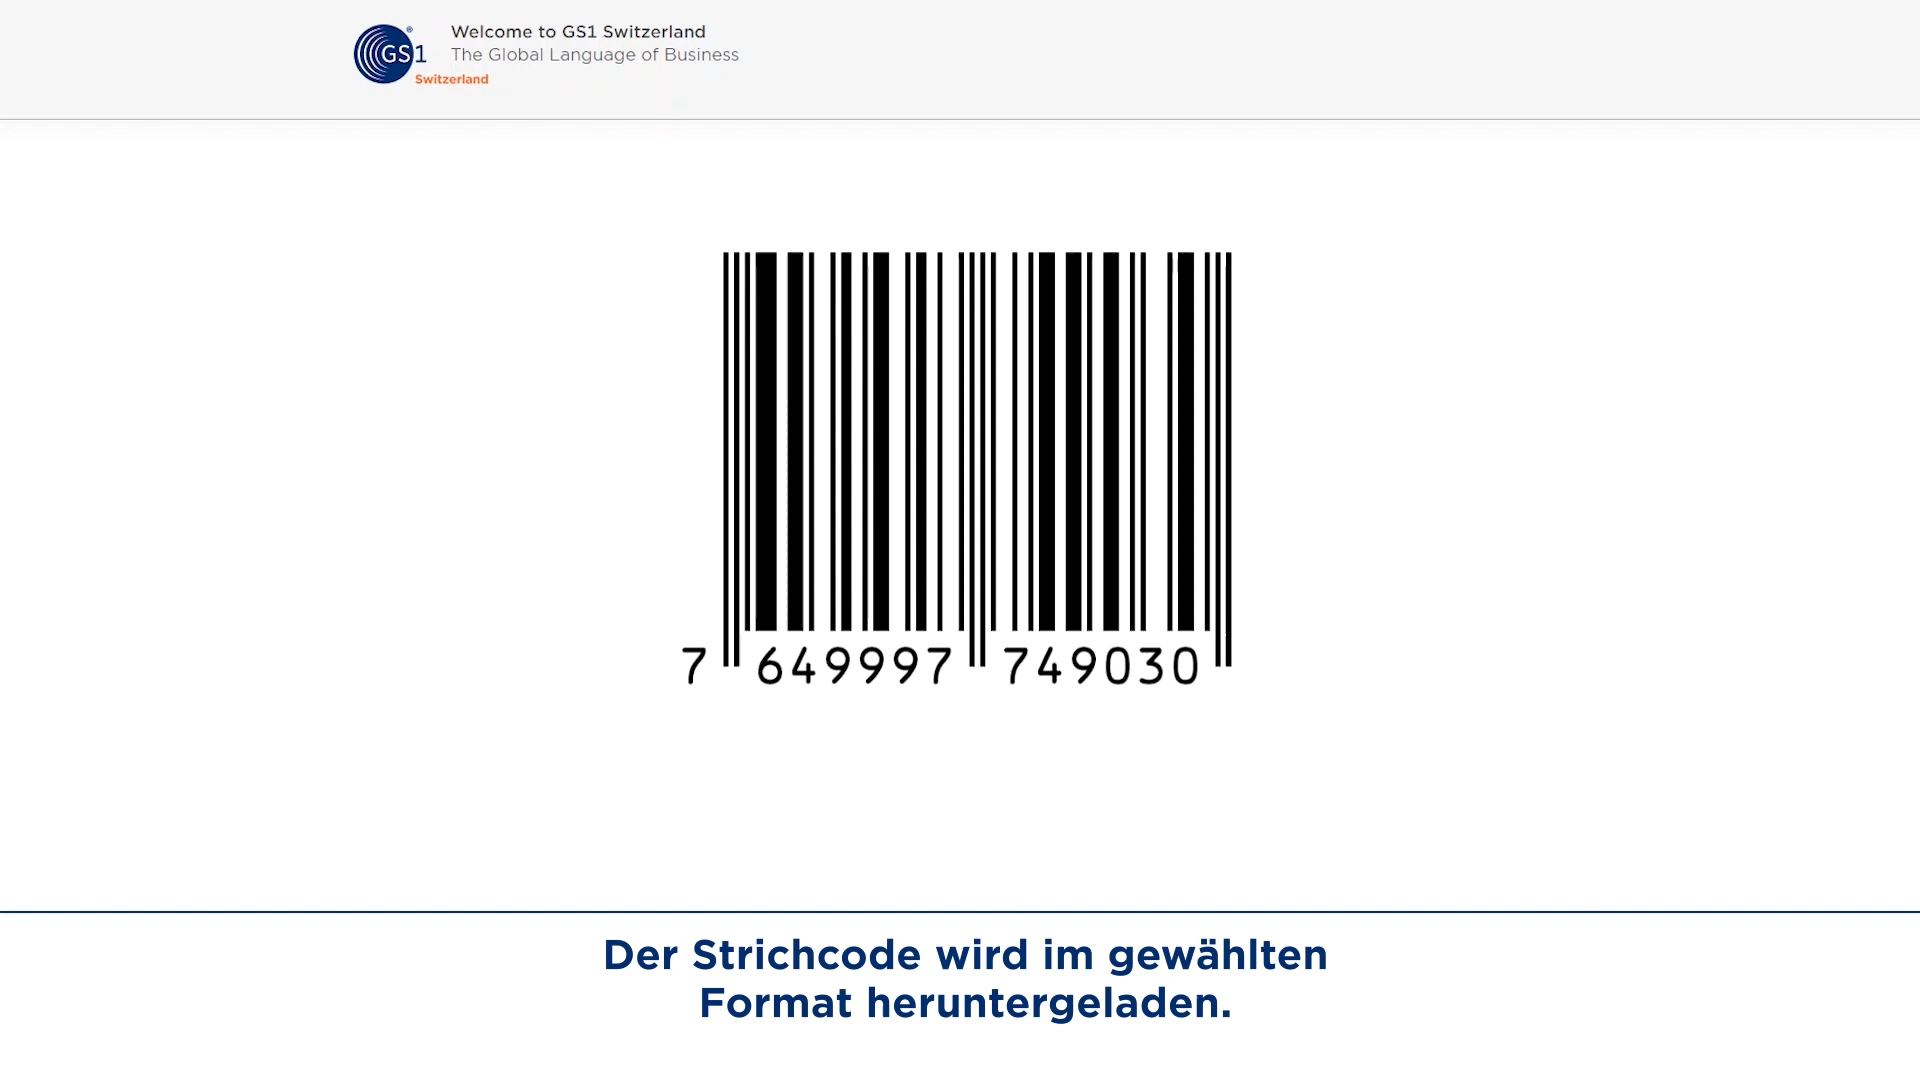 GS1®
Switzerland
Welcome to GS1 Switzerland
The Global Language of Business
7 649997 749030
Der Strichcode wird im gewählten
Format heruntergeladen.